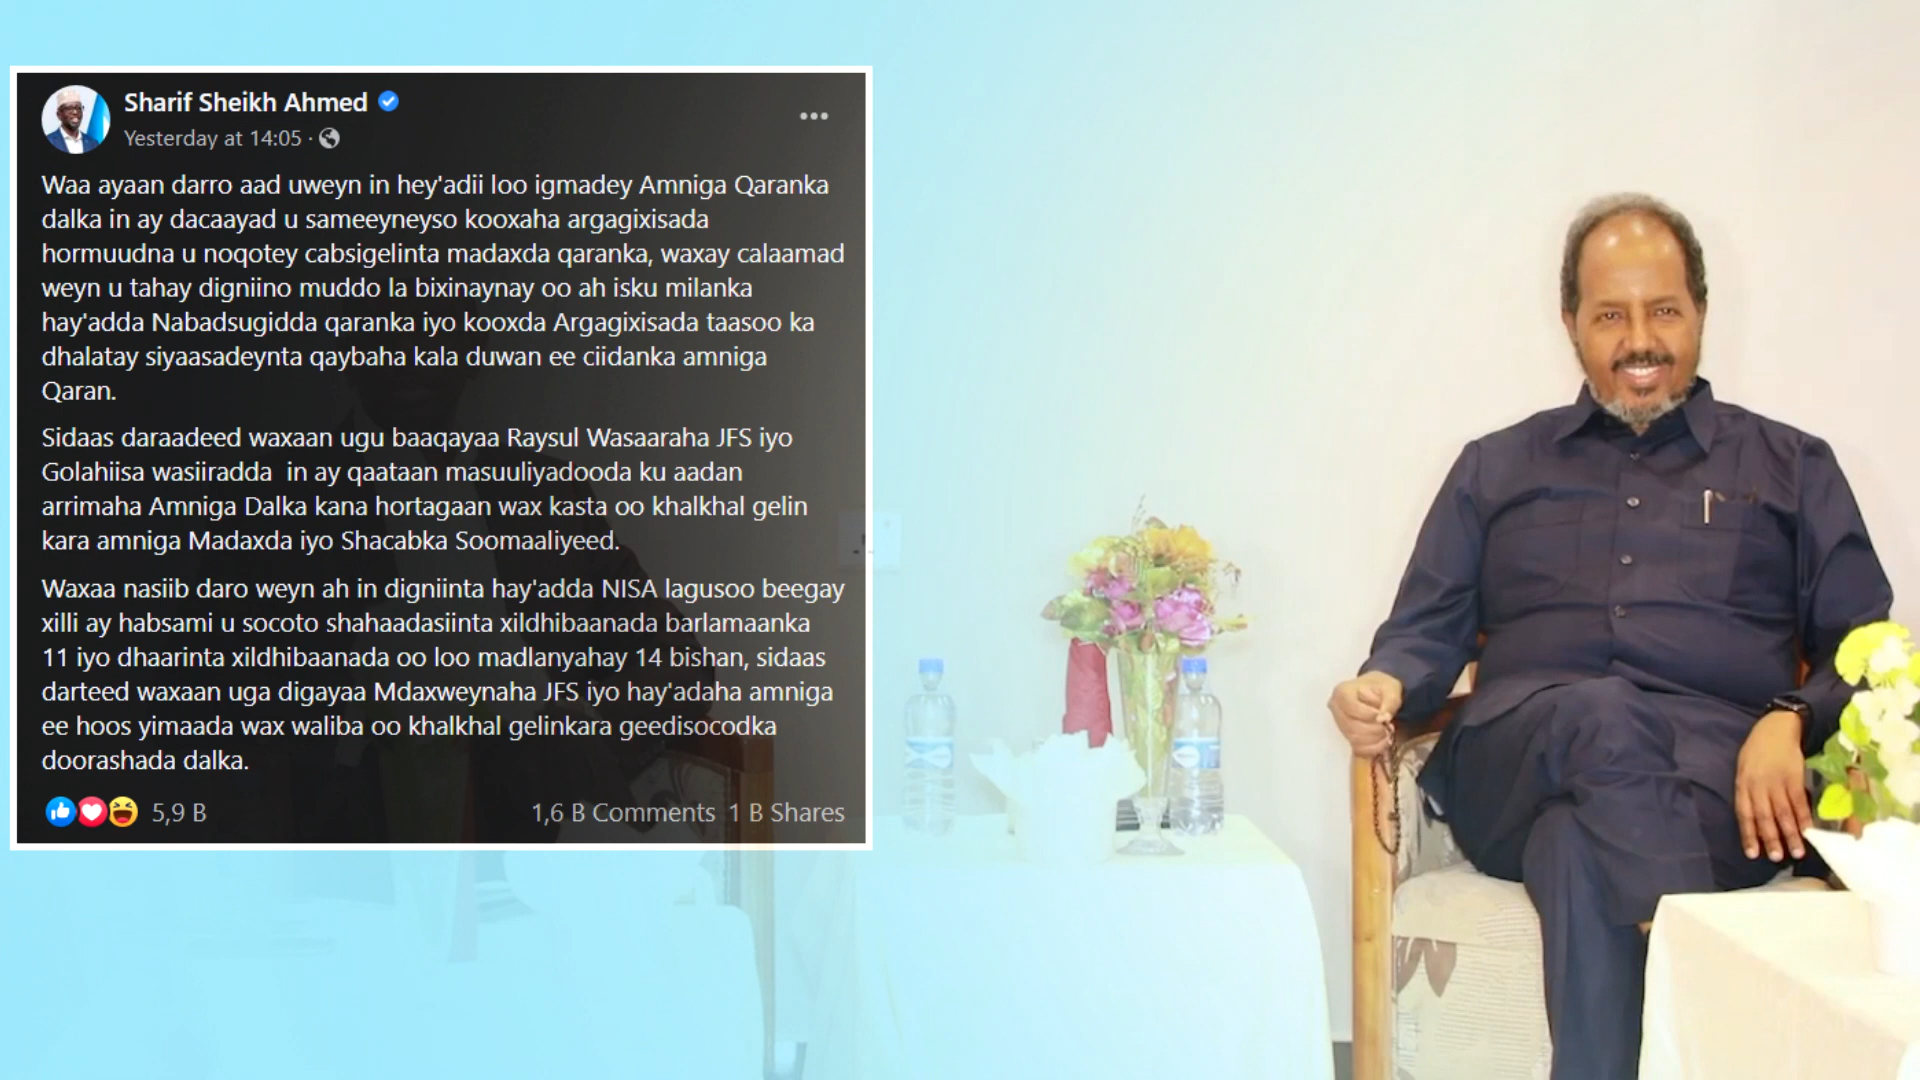 Sharif Sheikh Ahmed
Yesterday at 14:05 ·
Waa ayaan darro aad uweyn in hey'adii loo igmadey Amniga Qaranka
dalka in ay dacaayad u sameeyneyso kooxaha argagixisada
hormuudna u noqotey cabsigelinta madaxda qaranka, waxay calaamad
weyn u tahay digniino muddo la bixinaynay oo ah isku milanka
hay'adda Nabadsugidda qaranka iyo kooxda Argagixisada taasoo ka
dhalatay siyaasadeynta qaybaha kala duwan ee ciidanka amniga
Qaran.
Sidaas daraadeed waxaan ugu baaqayaa Raysul Wasaaraha JFS iyo
Golahiisa wasiiradda  in ay qaataan masuuliyadooda ku aadan
arrimaha Amniga Dalka kana hortagaan wax kasta oo khalkhal gelin
kara amniga Madaxda iyo Shacabka Soomaaliyeed.
Waxaa nasiib daro weyn ah in digniinta hay'adda NISA lagusoo beegay
xilli ay habsami u socoto shahaadasiinta xildhibaanada barlamaanka
11 iyo dhaarinta xildhibaanada oo loo madlanyahay 14 bishan, sidaas
darteed waxaan uga digayaa Mdaxweynaha JFS iyo hay'adaha amniga
ee hoos yimaada wax waliba oo khalkhal gelinkara geedisocodka
doorashada dalka.
5,9 B
1,6 B Comments 1 B Shares